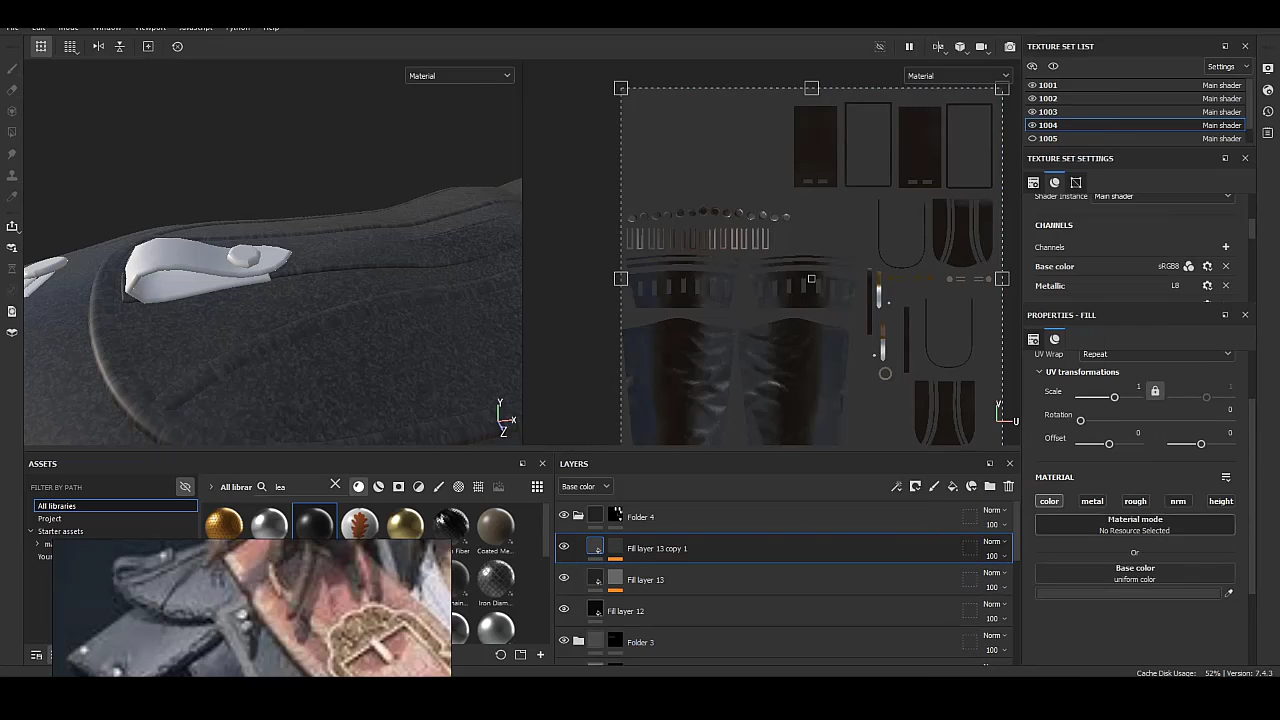 Material
Material
TEXTURE SET LIST
Settings
1001 Main shader
1002 Main shader
1003 Main shader
1004 Main shader
1005 Main shader
TEXTURE SET SETTINGS
Shader Instance Main shader
CHANNELS
Channels
Base color sRGB8
Metallic L8
PROPERTIES - FILL
UV Wrap Repeat
UV transformations
Scale 1 1
Rotation 0
Offset 0 0
MATERIAL
color metal rough nrm height
Material mode
No Resource Selected
Or
Base color
uniform color
Y
X
Z
U
ASSETS
FILTER BY PATH
All librar lea
All libraries
Project
Starter assets
Your
Fiber Coated Ma...
Iron Diam...
LAYERS
Base color
Folder 4 Norm 100
Fill layer 13 copy 1 Norm 100
Fill layer 13 Norm 100
Fill layer 12 Norm 100
Folder 3 Norm 100
Cache Disk Usage: 52% | Version: 7.4.3